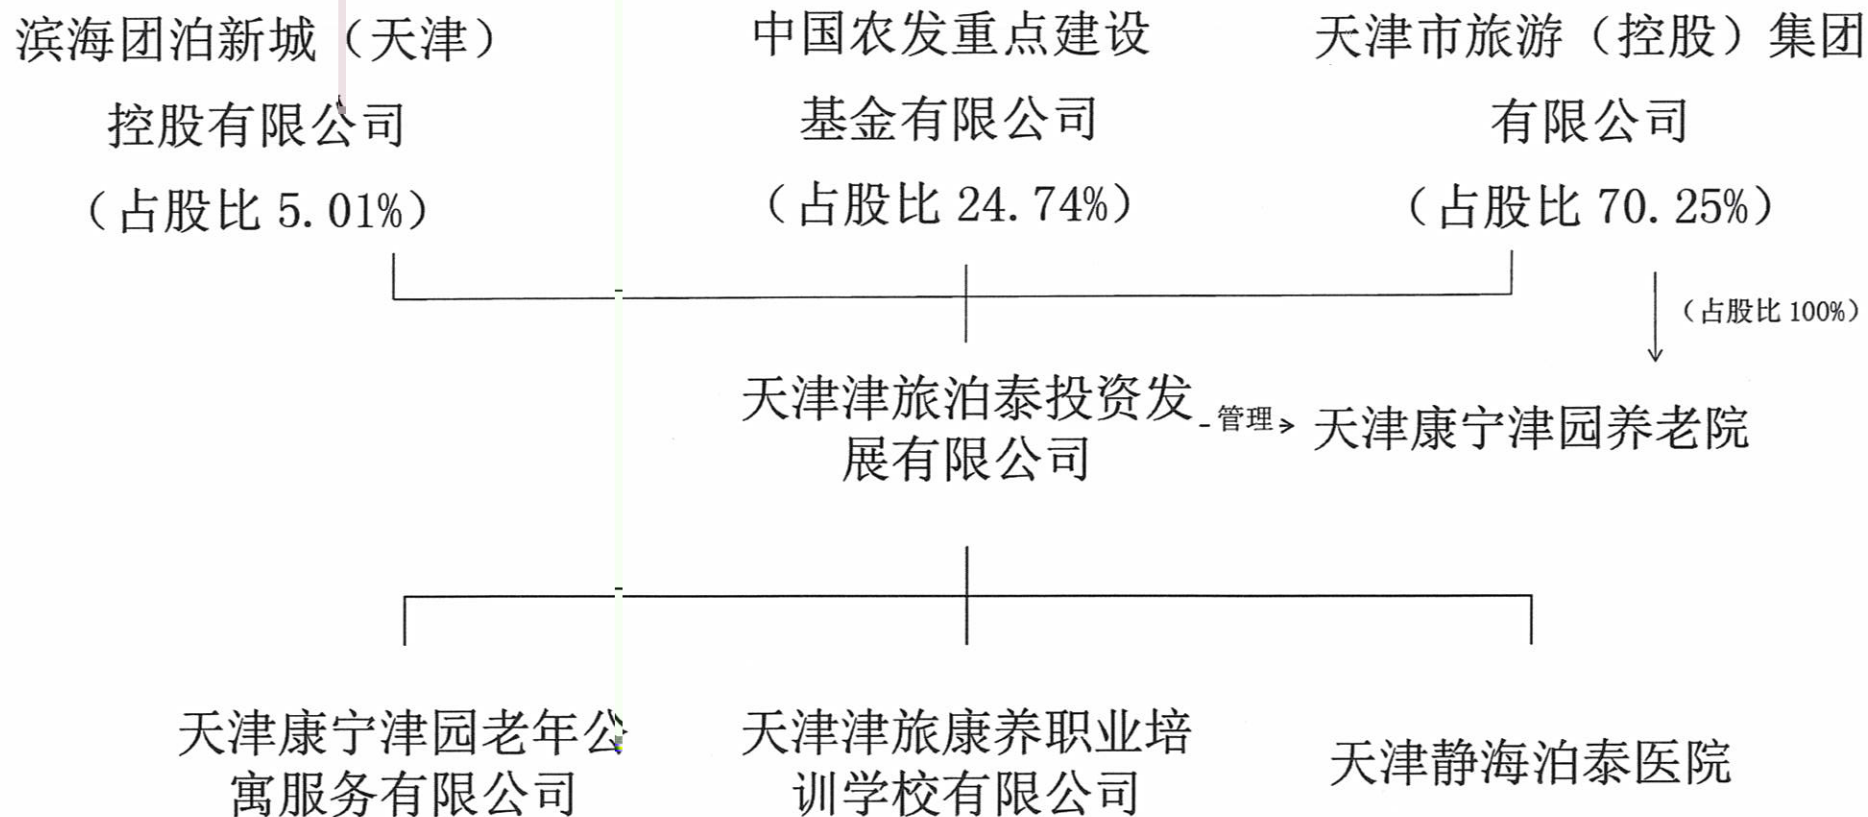 滨海团泊新城（天津）
控股有限公司
（占股比 5.01%）
中国农发重点建设
基金有限公司
（占股比 24.74%）
天津市旅游（控股）集团
有限公司
（占股比 70.25%）
（占股比 100%）
天津津旅泊泰投资发
展有限公司
管理
天津康宁津园养老院
天津康宁津园老年公
寓服务有限公司
天津津旅康养职业培
训学校有限公司
天津静海泊泰医院